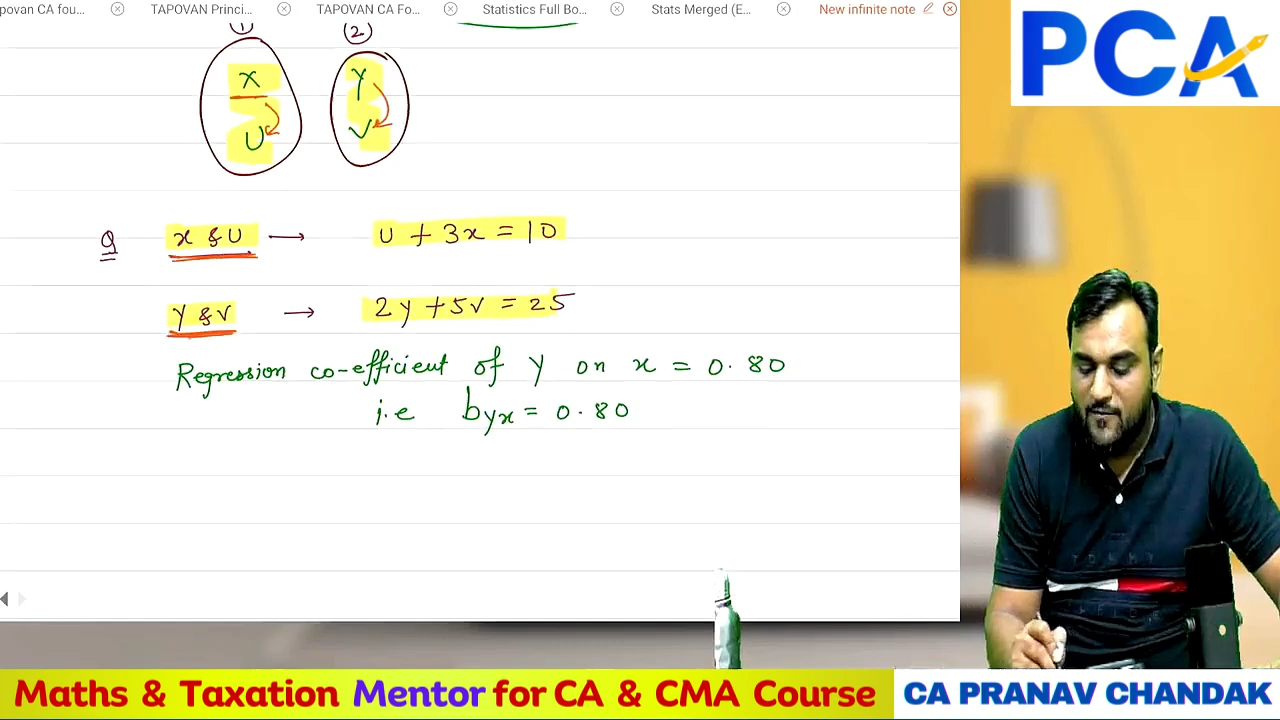 povan CA fou...
TAPOVAN Princi...
TAPOVAN CA Fo...
Statistics Full Bo...
Stats Merged (E...
New infinite note
PCA
1 2
X Y
U V
Q x & U → U + 3x = 10
Y & V → 2y + 5v = 25
Regression co-efficient of y on x = 0.80
i.e byx = 0.80
Maths & Taxation Mentor for CA & CMA Course
CA PRANAV CHANDAK